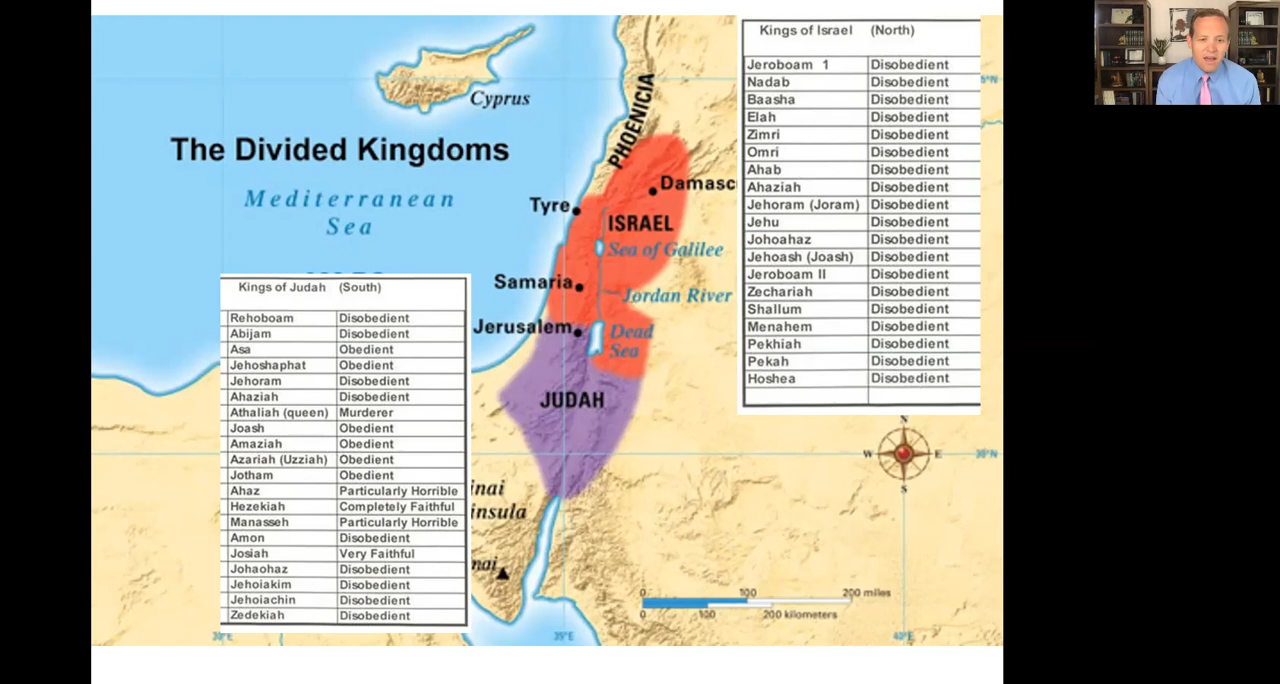 Kings of Israel (North)
Jeroboam 1 Disobedient
Nadab Disobedient
Baasha Disobedient
Elah Disobedient
Zimri Disobedient
Omri Disobedient
Ahab Disobedient
Ahaziah Disobedient
Jehoram (Joram) Disobedient
Jehu Disobedient
Johoahaz Disobedient
Jehoash (Joash) Disobedient
Jeroboam II Disobedient
Zechariah Disobedient
Shallum Disobedient
Menahem Disobedient
Pekhiah Disobedient
Pekah Disobedient
Hoshea Disobedient
5°N
Cyprus
PHOENICIA
The Divided Kingdoms
Mediterranean
Sea
Damasc
Tyre
ISRAEL
Sea of Galilee
Samaria
Jordan River
Jerusalem
Dead
Sea
JUDAH
Kings of Judah (South)
Rehoboam Disobedient
Abijam Disobedient
Asa Obedient
Jehoshaphat Obedient
Jehoram Disobedient
Ahaziah Disobedient
Athaliah (queen) Murderer
Joash Obedient
Amaziah Obedient
Azariah (Uzziah) Obedient
Jotham Obedient
Ahaz Particularly Horrible
Hezekiah Completely Faithful
Manasseh Particularly Horrible
Amon Disobedient
Josiah Very Faithful
Johaohaz Disobedient
Jehoiakim Disobedient
Jehoiachin Disobedient
Zedekiah Disobedient
inai
insula
nai
N
W E
S
30°N
0 100 200 miles
0 100 200 kilometers
30°E 35°E 40°E